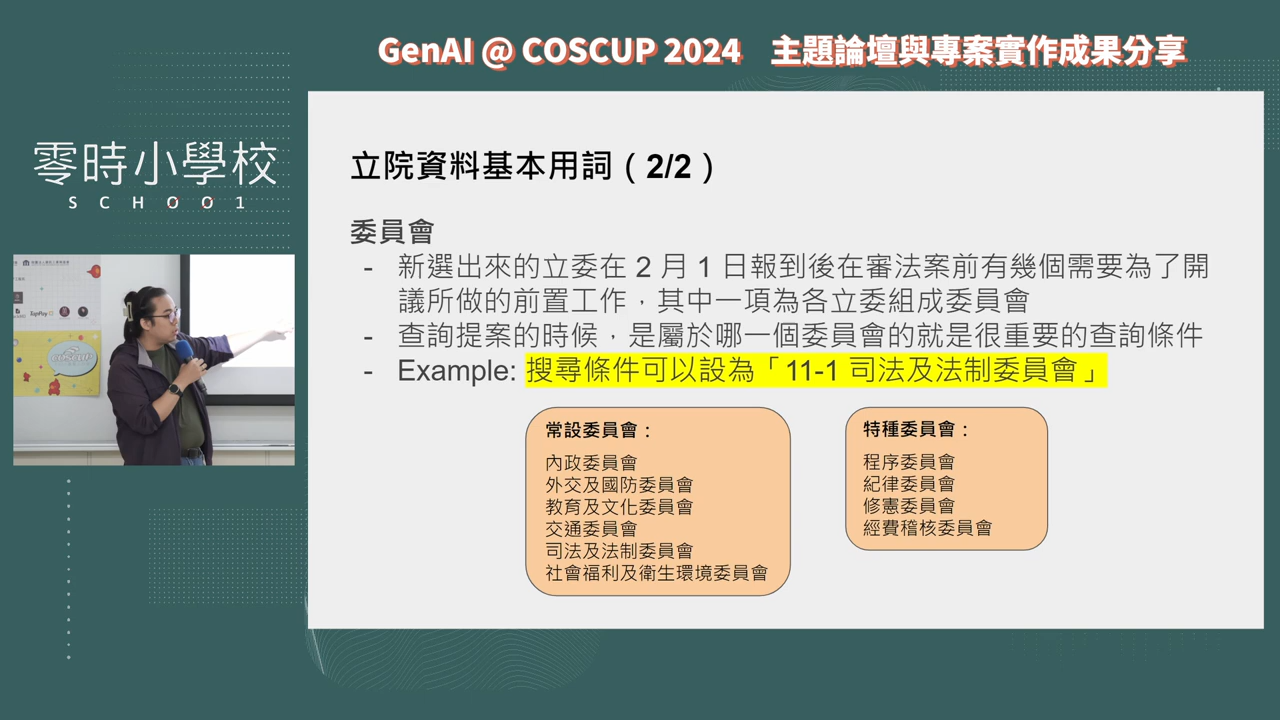 GenAI @ COSCUP 2024 主題論壇與專案實作成果分享
零時小學校
SCHOO1
立院資料基本用詞（2/2）
委員會
- 新選出來的立委在 2 月 1 日報到後在審法案前有幾個需要為了開
議所做的前置工作，其中一項為各立委組成委員會
- 查詢提案的時候，是屬於哪一個委員會的就是很重要的查詢條件
- Example: 搜尋條件可以設為「11-1 司法及法制委員會」
常設委員會：
內政委員會
外交及國防委員會
教育及文化委員會
交通委員會
司法及法制委員會
社會福利及衛生環境委員會
特種委員會：
程序委員會
紀律委員會
修憲委員會
經費稽核委員會
COSCUP